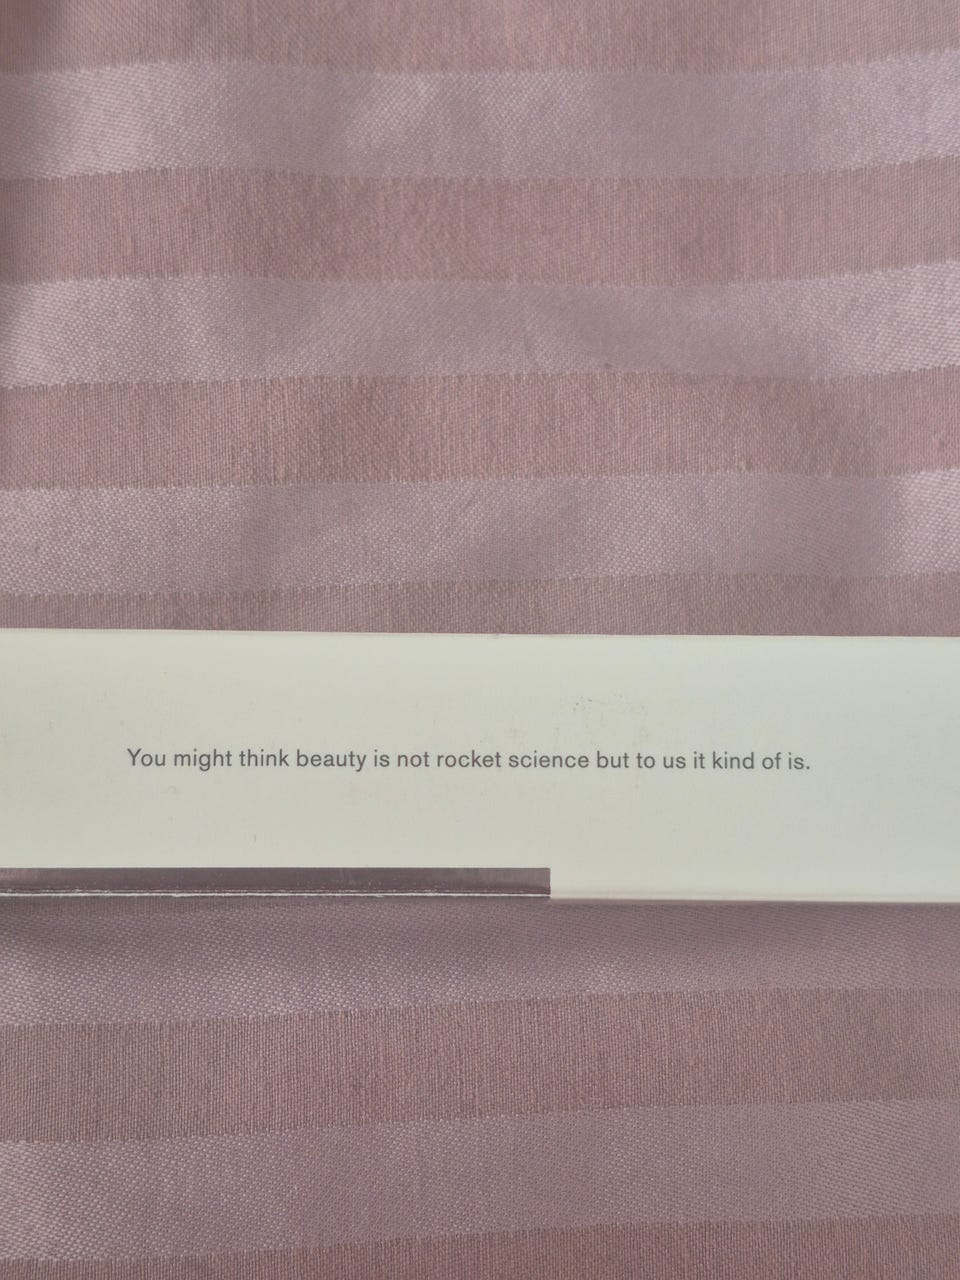 You might think beauty is not rocket science but to us it kind of is.